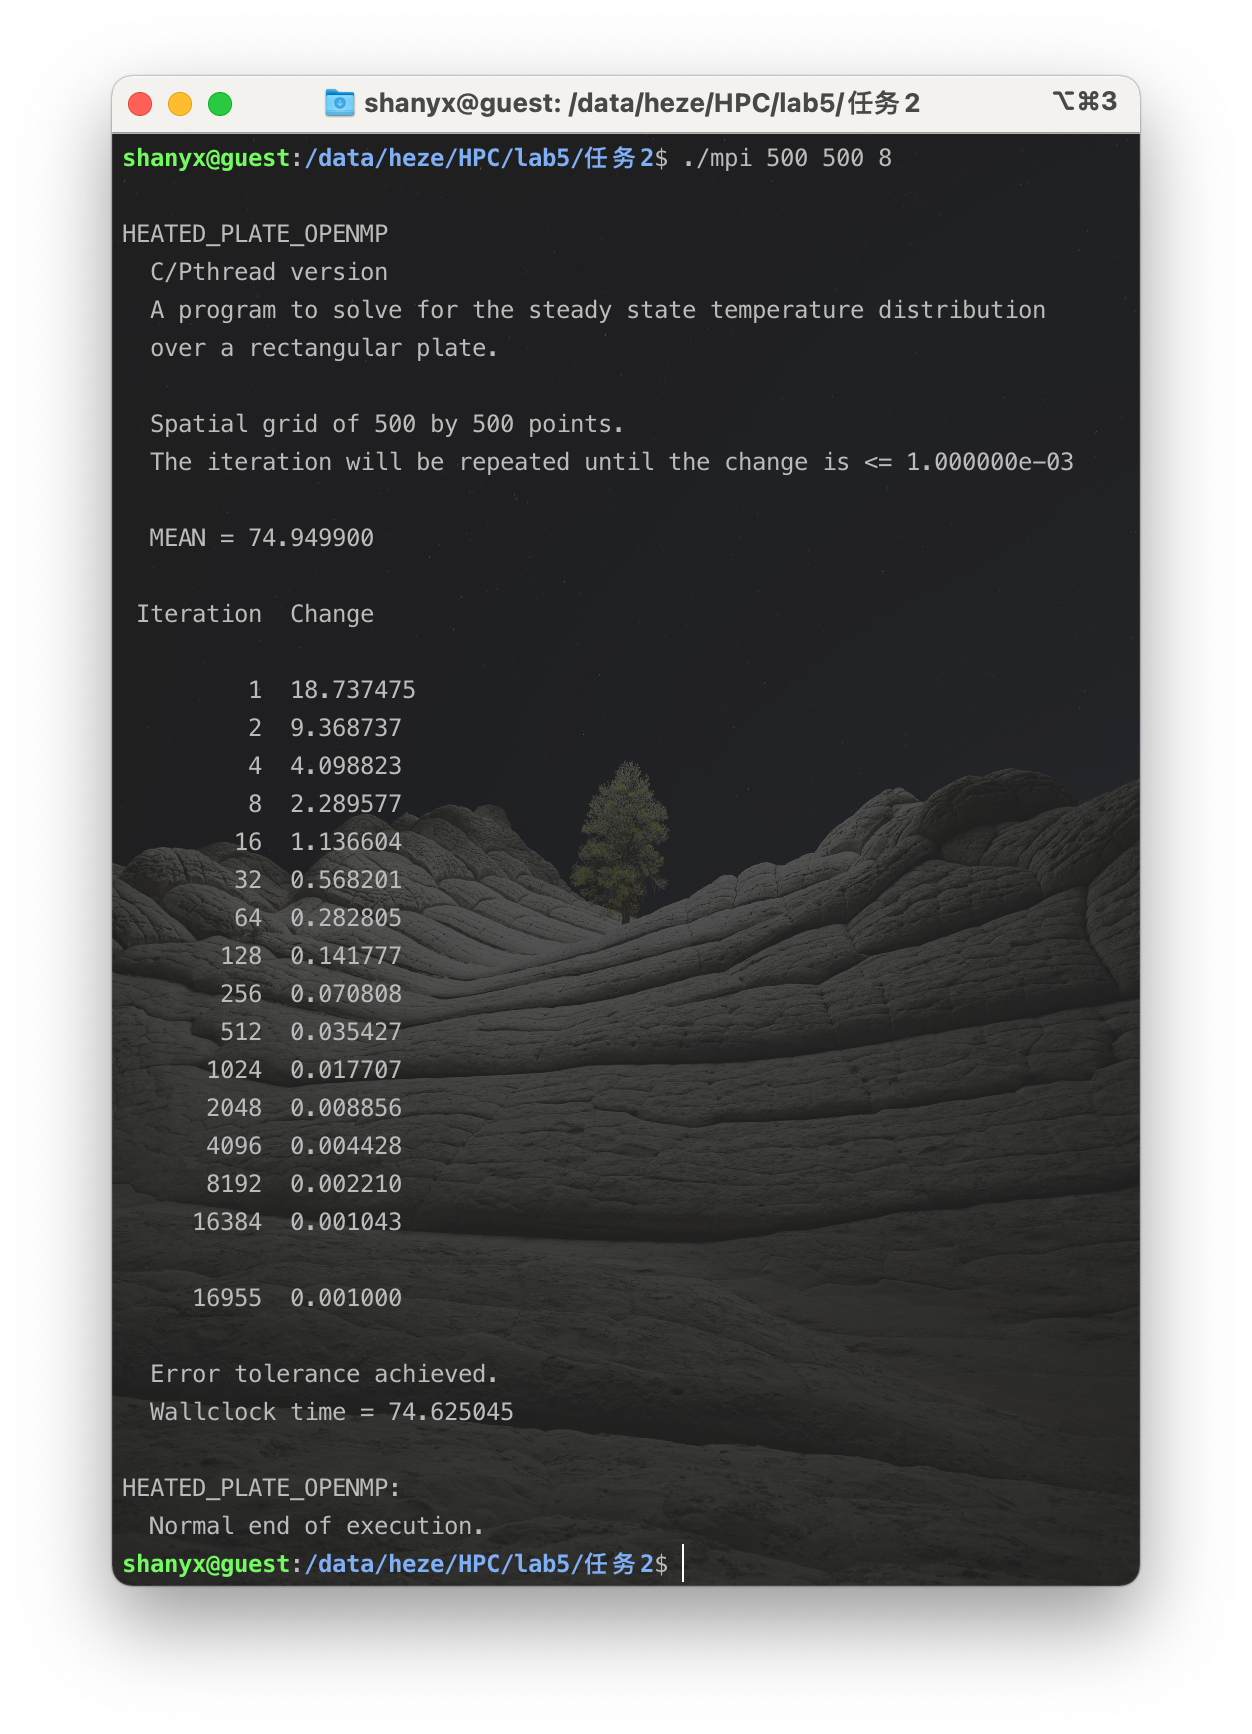 shanyx@guest: /data/heze/HPC/lab5/任务2 ⌥⌘3
shanyx@guest:/data/heze/HPC/lab5/任务2$ ./mpi 500 500 8
HEATED_PLATE_OPENMP
C/Pthread version
A program to solve for the steady state temperature distribution
over a rectangular plate.
Spatial grid of 500 by 500 points.
The iteration will be repeated until the change is <= 1.000000e-03
MEAN = 74.949900
Iteration  Change
1  18.737475
2  9.368737
4  4.098823
8  2.289577
16  1.136604
32  0.568201
64  0.282805
128  0.141777
256  0.070808
512  0.035427
1024  0.017707
2048  0.008856
4096  0.004428
8192  0.002210
16384  0.001043
16955  0.001000
Error tolerance achieved.
Wallclock time = 74.625045
HEATED_PLATE_OPENMP:
Normal end of execution.
shanyx@guest:/data/heze/HPC/lab5/任务2$